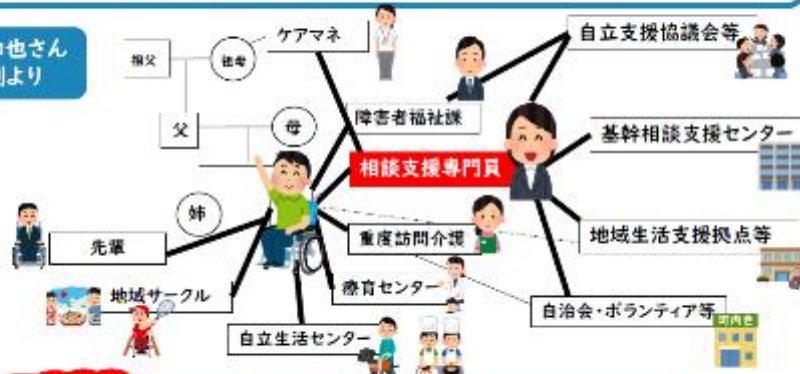 也さん
より
祖父
祖母
ケアマネ
自立支援協議会等
父
母
障害者福祉課
基幹相談支援センター
相談支援専門員
姉
先輩
重度訪問介護
地域生活支援拠点等
地域サークル
療育センター
自治会・ボランティア等
自立生活センター
町内会